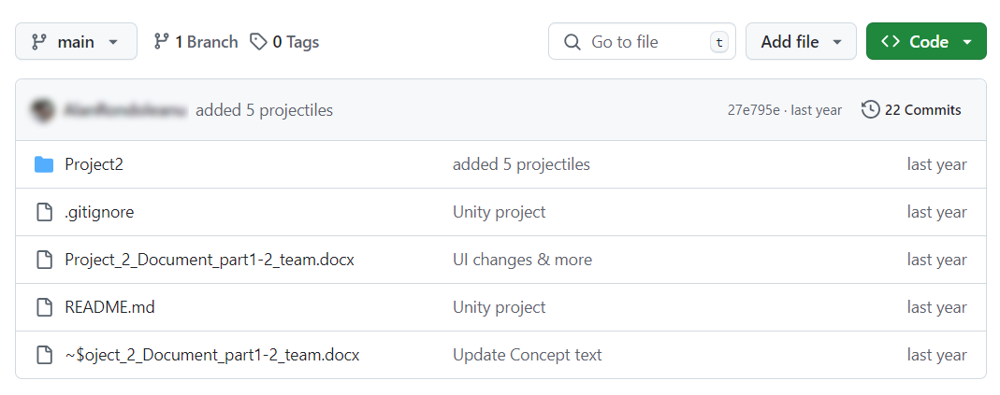 main 1 Branch 0 Tags Go to file t Add file Code
added 5 projectiles 27e795e · last year 22 Commits
Project2 added 5 projectiles last year
.gitignore Unity project last year
Project_2_Document_part1-2_team.docx UI changes & more last year
README.md Unity project last year
~$oject_2_Document_part1-2_team.docx Update Concept text last year